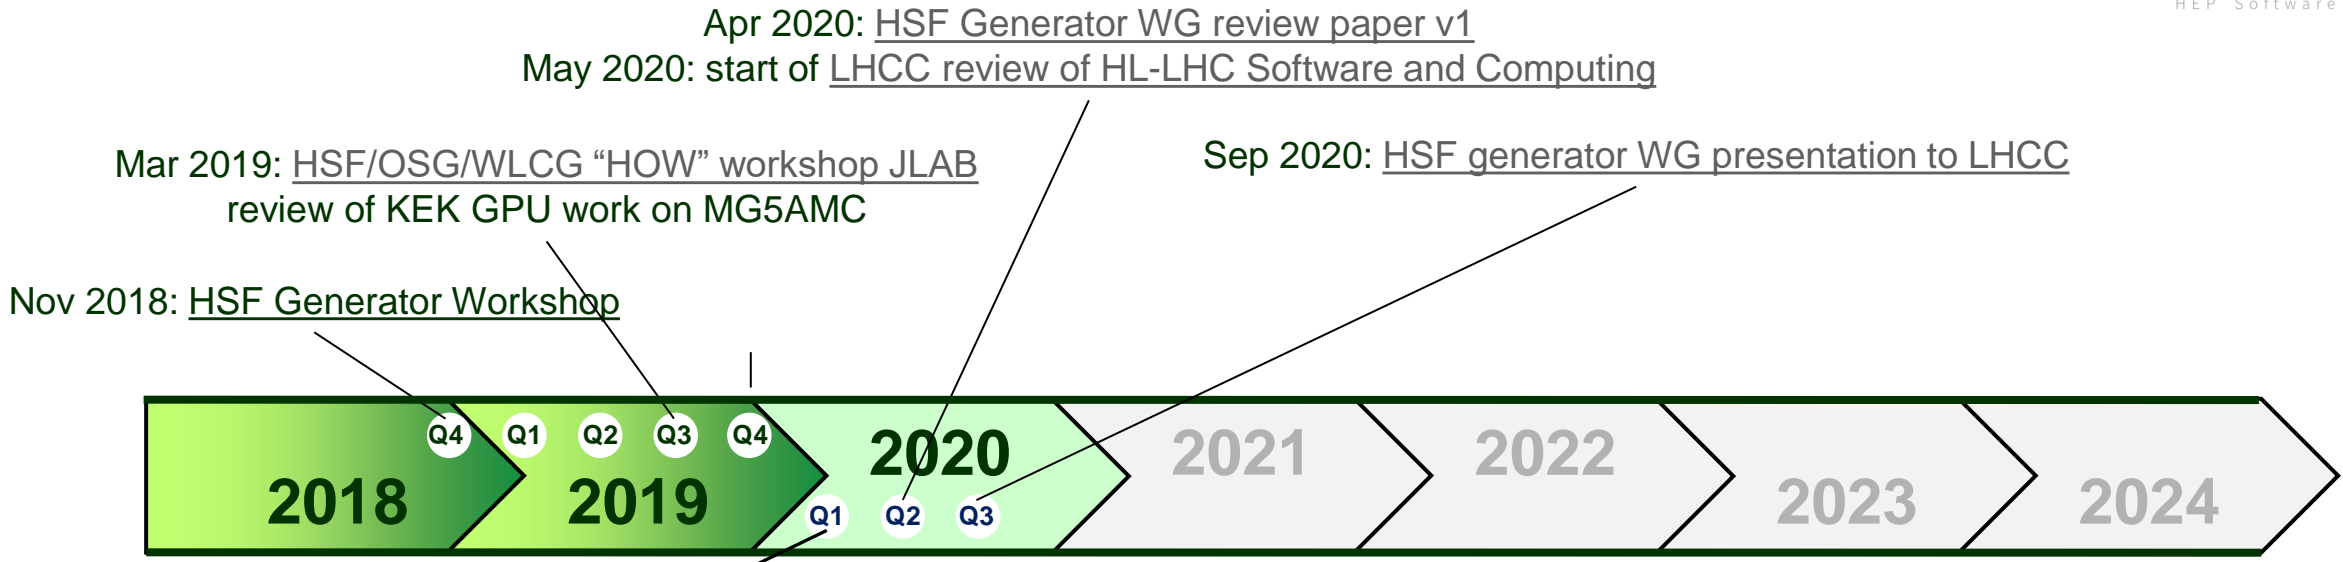 HEP Software
Apr 2020: HSF Generator WG review paper v1
May 2020: start of LHCC review of HL-LHC Software and Computing
Mar 2019: HSF/OSG/WLCG “HOW” workshop JLAB
review of KEK GPU work on MG5AMC
Sep 2020: HSF generator WG presentation to LHCC
Nov 2018: HSF Generator Workshop
Q4 Q1 Q2 Q3 Q4
2020 2021 2022
2018 2019 2023 2024
Q1 Q2 Q3